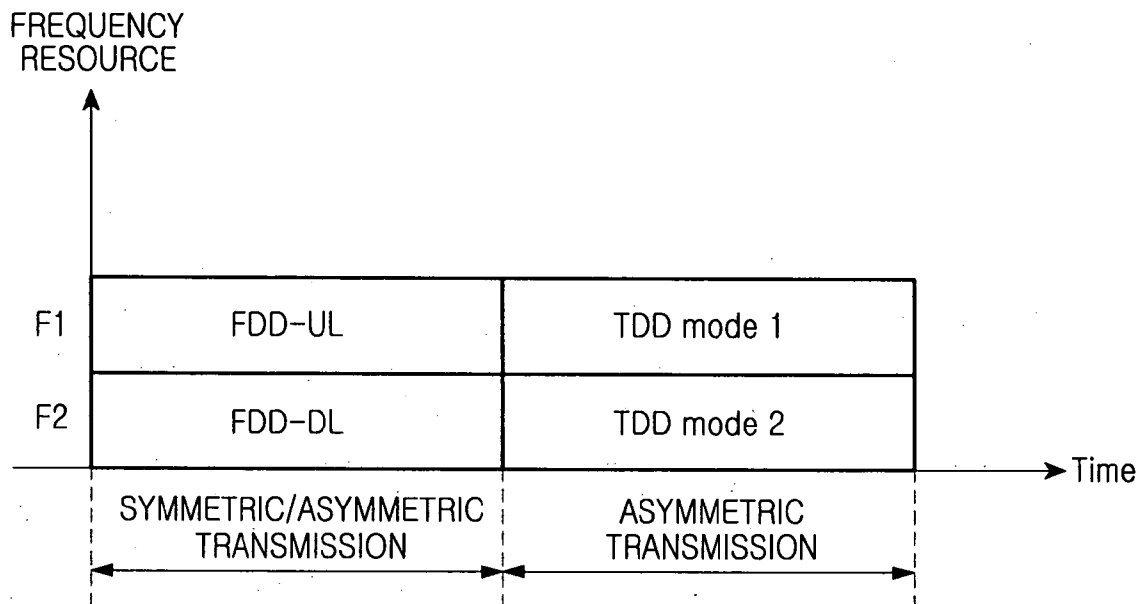 FREQUENCY
RESOURCE
F1
FDD-UL
TDD mode 1
F2
FDD-DL
TDD mode 2
Time
SYMMETRIC/ASYMMETRIC
TRANSMISSION
ASYMMETRIC
TRANSMISSION